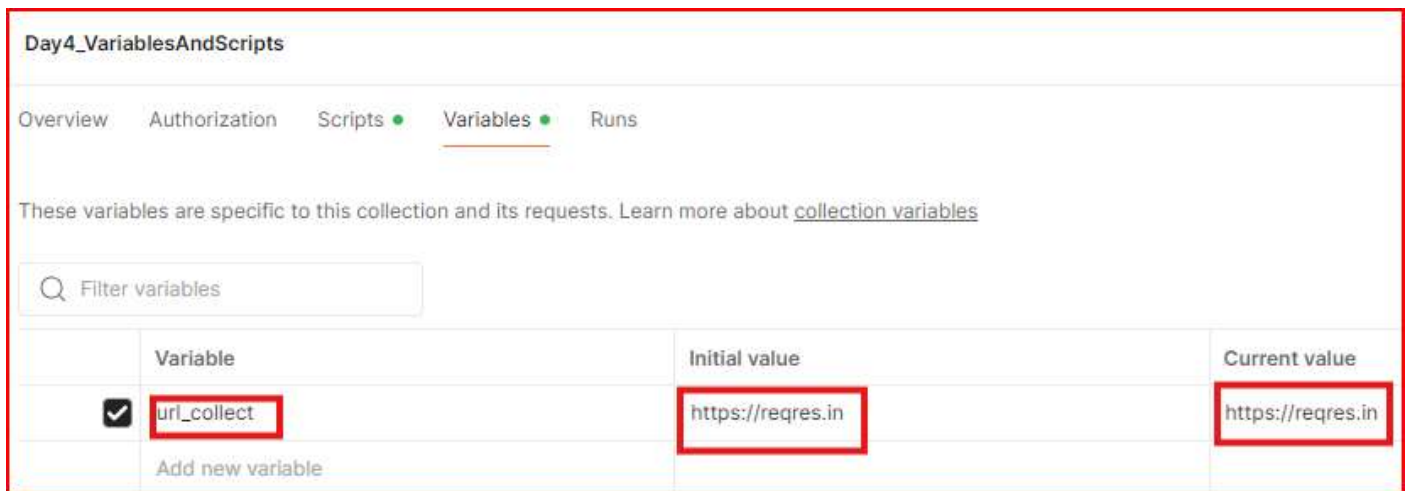 Day4_VariablesAndScripts
Overview Authorization Scripts Variables Runs
These variables are specific to this collection and its requests. Learn more about collection variables
Filter variables
Variable Initial value Current value
url_collect https://reqres.in https://reqres.in
Add new variable